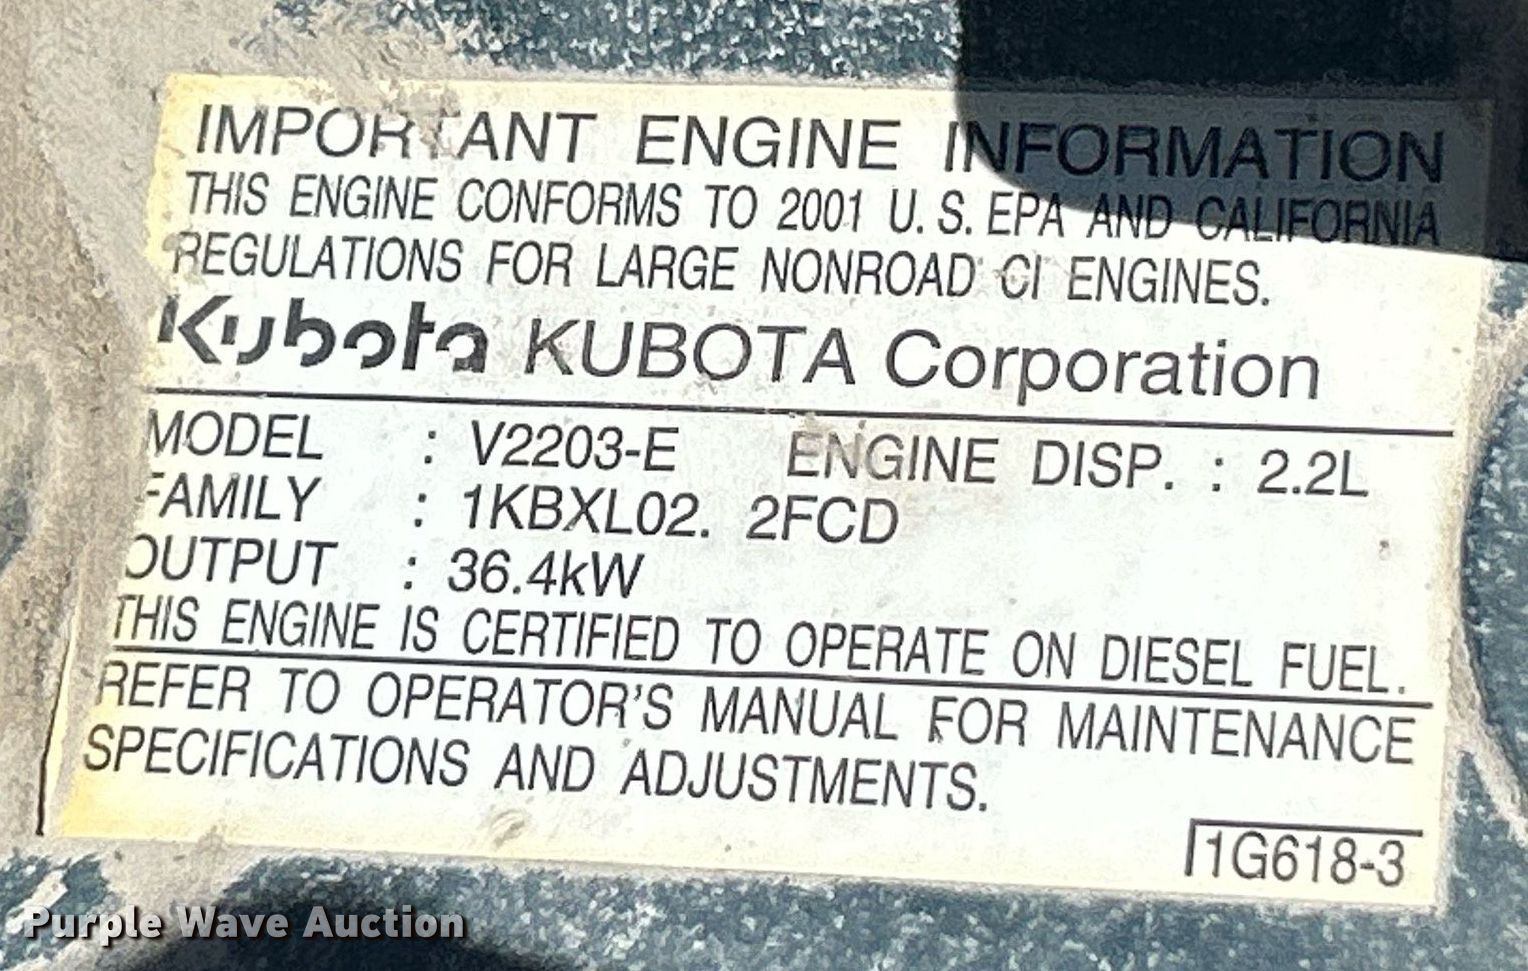 IMPORTANT ENGINE INFORMATION
THIS ENGINE CONFORMS TO 2001 U.S. EPA AND CALIFORNIA
REGULATIONS FOR LARGE NONROAD CI ENGINES.
Kubota KUBOTA Corporation
MODEL : V2203-E ENGINE DISP. : 2.2L
FAMILY : 1KBXL02. 2FCD
OUTPUT : 36.4kW
THIS ENGINE IS CERTIFIED TO OPERATE ON DIESEL FUEL.
REFER TO OPERATOR'S MANUAL FOR MAINTENANCE
SPECIFICATIONS AND ADJUSTMENTS.
1G618-3
Purple Wave Auction